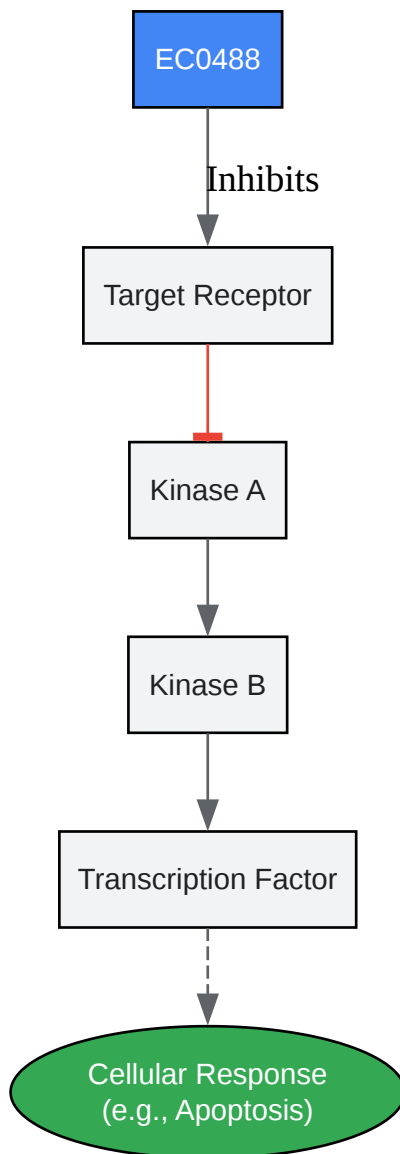 EC0488
Inhibits
Target Receptor
Kinase A
Kinase B
Transcription Factor
Cellular Response
(e.g., Apoptosis)